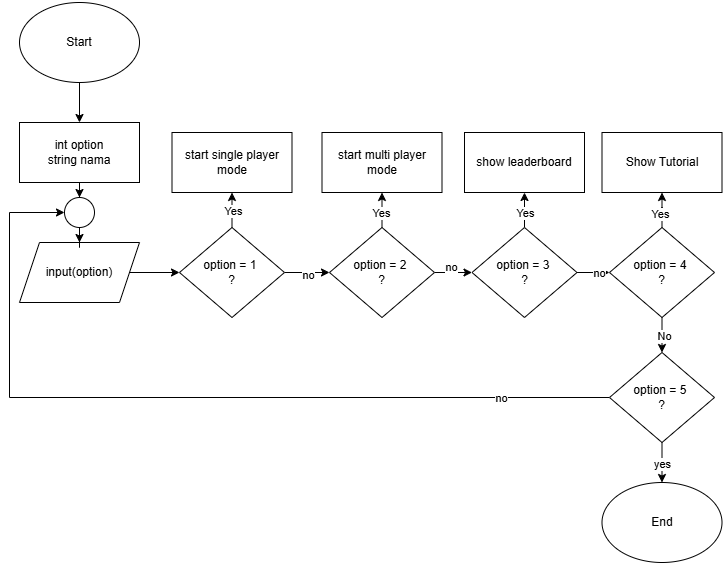 Start
int option
string nama
start single player
mode
start multi player
mode
show leaderboard
Show Tutorial
Yes
Yes
Yes
Yes
input(option)
option = 1
?
no
option = 2
?
no
option = 3
?
no
option = 4
?
No
option = 5
?
no
yes
End